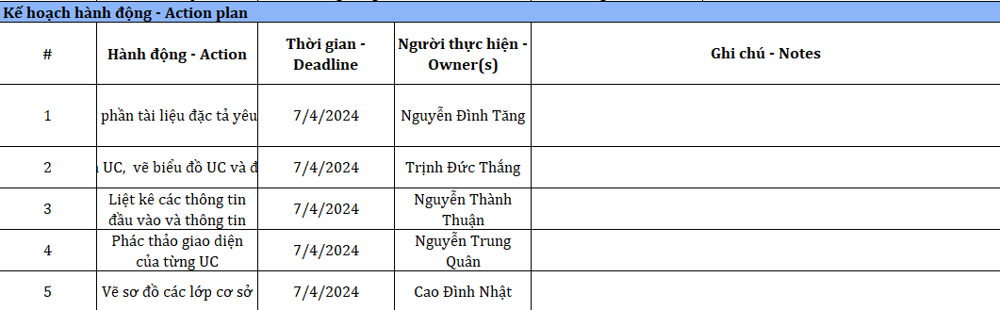 Kế hoạch hành động - Action plan
# Hành động - Action Thời gian - Deadline Người thực hiện - Owner(s) Ghi chú - Notes
1 phần tài liệu đặc tả yêu 7/4/2024 Nguyễn Đình Tăng
2 UC, vẽ biểu đồ UC và đ 7/4/2024 Trịnh Đức Thắng
3 Liệt kê các thông tin đầu vào và thông tin 7/4/2024 Nguyễn Thành Thuận
4 Phác thảo giao diện của từng UC 7/4/2024 Nguyễn Trung Quân
5 Vẽ sơ đồ các lớp cơ sở 7/4/2024 Cao Đình Nhật